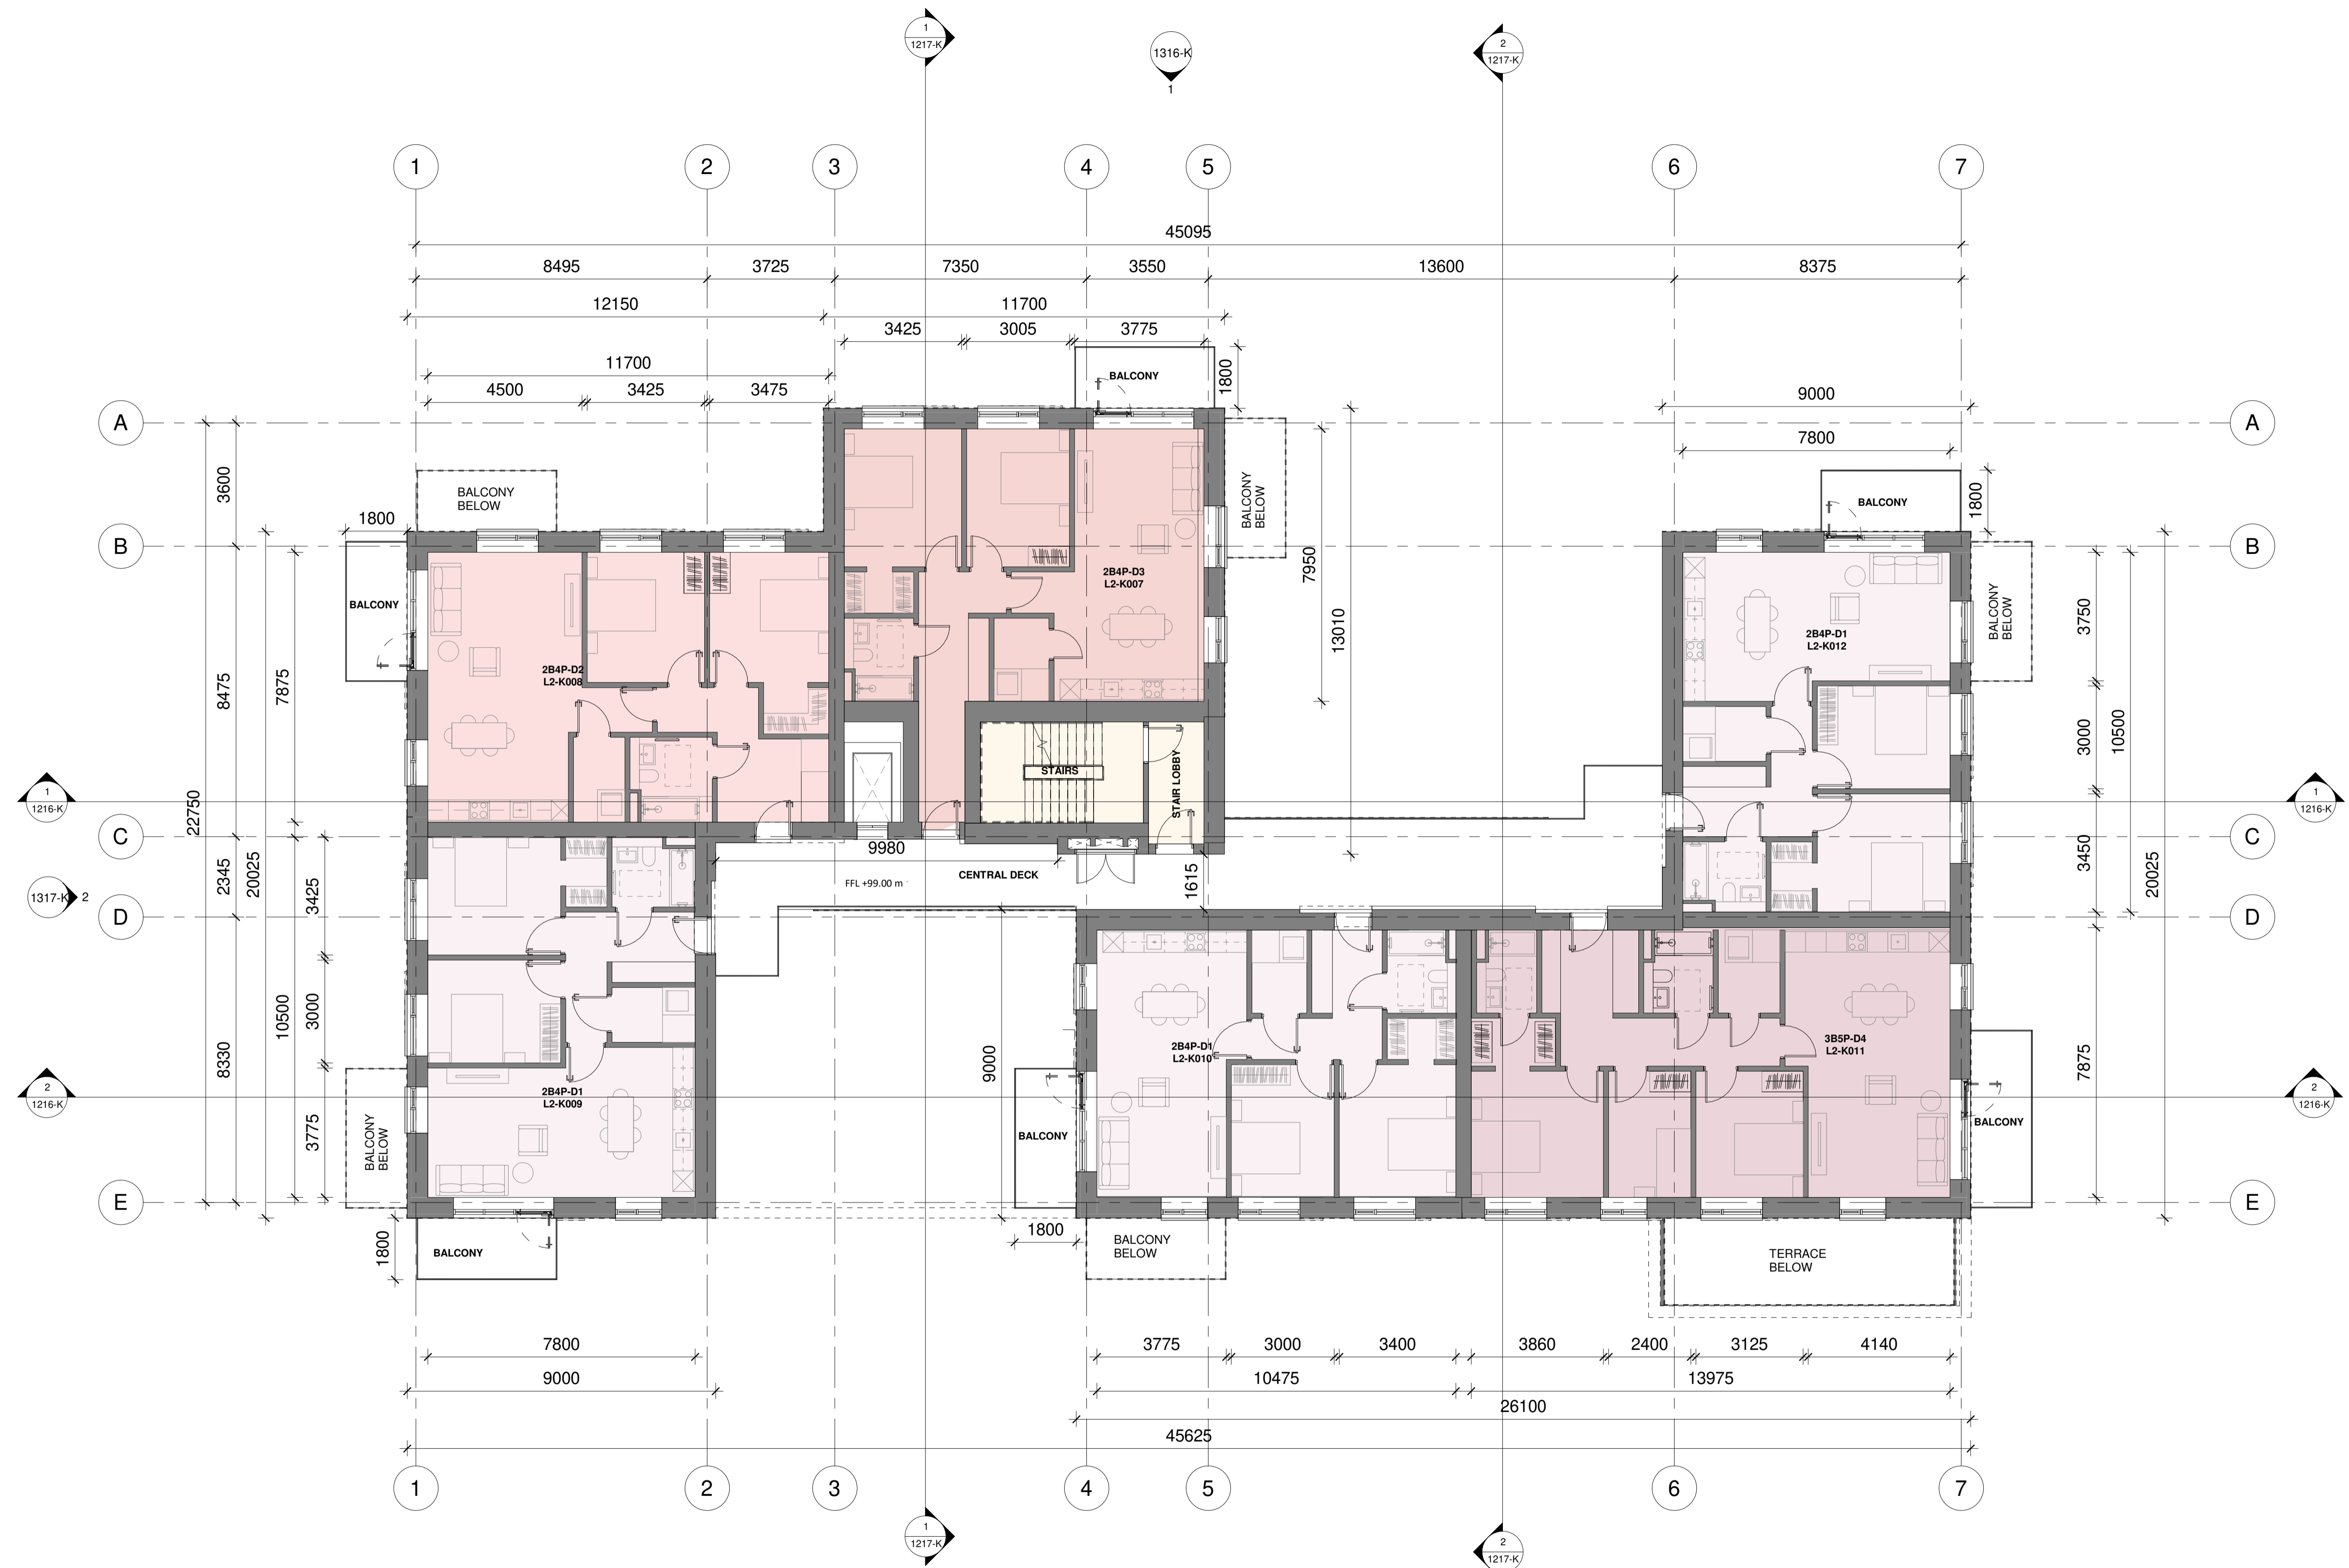 1
1217-K
1316-K
1
2
1217-K
1 2 3 4 5 6 7
45095
8495 3725 7350 3550 13600 8375
12150 11700
3425 3005 3775
11700
4500 3425 3475
9000
7800
1800
BALCONY
A A
3600
BALCONY
BELOW
BALCONY
BELOW
BALCONY
1800
1800
B B
BALCONY
2B4P-D2
L2-K008
2B4P-D3
L2-K007
7950
13010
2B4P-D1
L2-K012
BALCONY
BELOW
3750
3000
10500
3450
20025
8475
7875
22750
STAIRS
STAIR LOBBY
1
1216-K
1
1216-K
C C
9980
CENTRAL DECK
FFL +99.00 m
1615
2345
20025
3425
1317-K
2
D D
10500
3000
8330
3775
9000
2B4P-D1
L2-K010
3B5P-D4
L2-K011
7875
2
1216-K
2
1216-K
2B4P-D1
L2-K009
BALCONY
BELOW
BALCONY
BALCONY
E E
1800
BALCONY
1800
BALCONY
BELOW
TERRACE
BELOW
7800
9000
3775 3000 3400 3860 2400 3125 4140
10475 13975
26100
45625
1 2 3 4 5 6 7
1
1217-K
2
1217-K